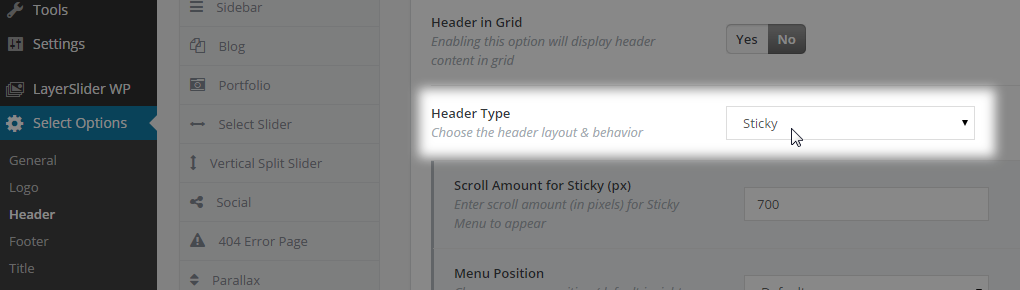 Tools
Settings
LayerSlider WP
Select Options
General
Logo
Header
Footer
Title
Sidebar
Blog
Portfolio
Select Slider
Vertical Split Slider
Social
404 Error Page
Parallax
Header in Grid
Enabling this option will display header
content in grid
Yes No
Header Type
Choose the header layout & behavior
Sticky
Scroll Amount for Sticky (px)
Enter scroll amount (in pixels) for Sticky
Menu to appear
700
Menu Position